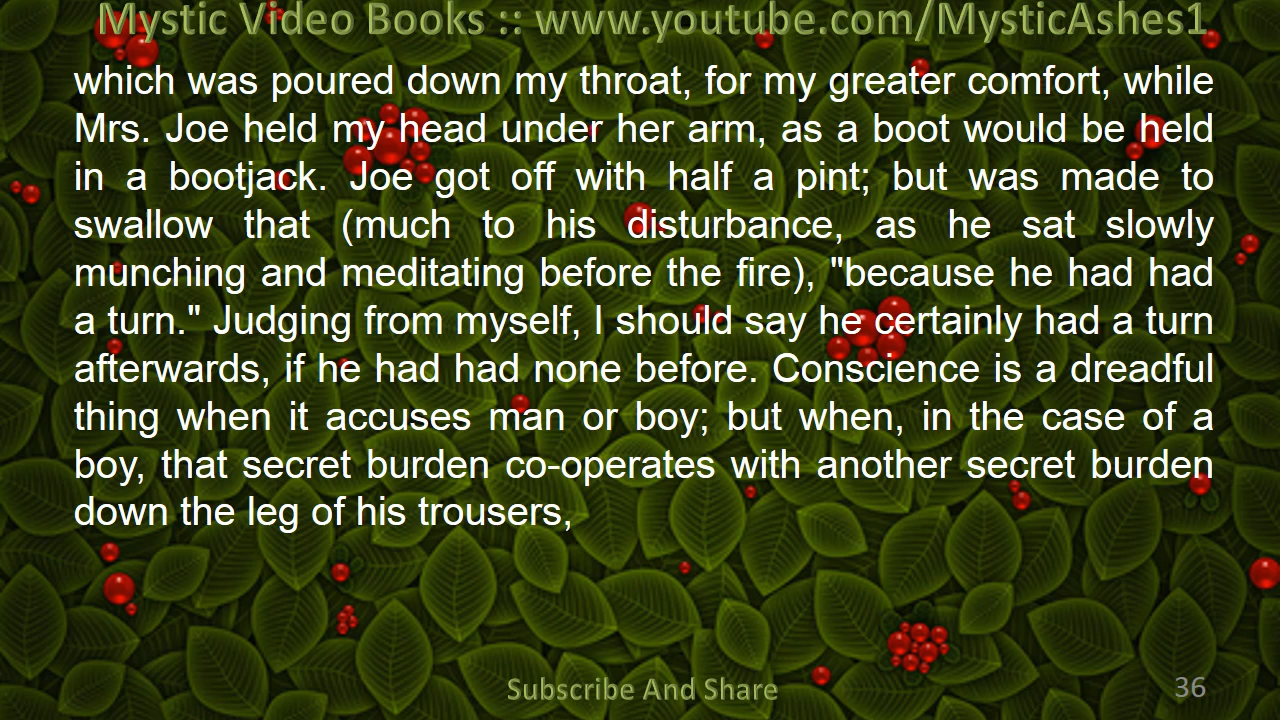 Mystic Video Books :: www.youtube.com/MysticAshes1
which was poured down my throat, for my greater comfort, while
Mrs. Joe held my head under her arm, as a boot would be held
in a bootjack. Joe got off with half a pint; but was made to
swallow that (much to his disturbance, as he sat slowly
munching and meditating before the fire), "because he had had
a turn." Judging from myself, I should say he certainly had a turn
afterwards, if he had had none before. Conscience is a dreadful
thing when it accuses man or boy; but when, in the case of a
boy, that secret burden co-operates with another secret burden
down the leg of his trousers,
Subscribe And Share
36